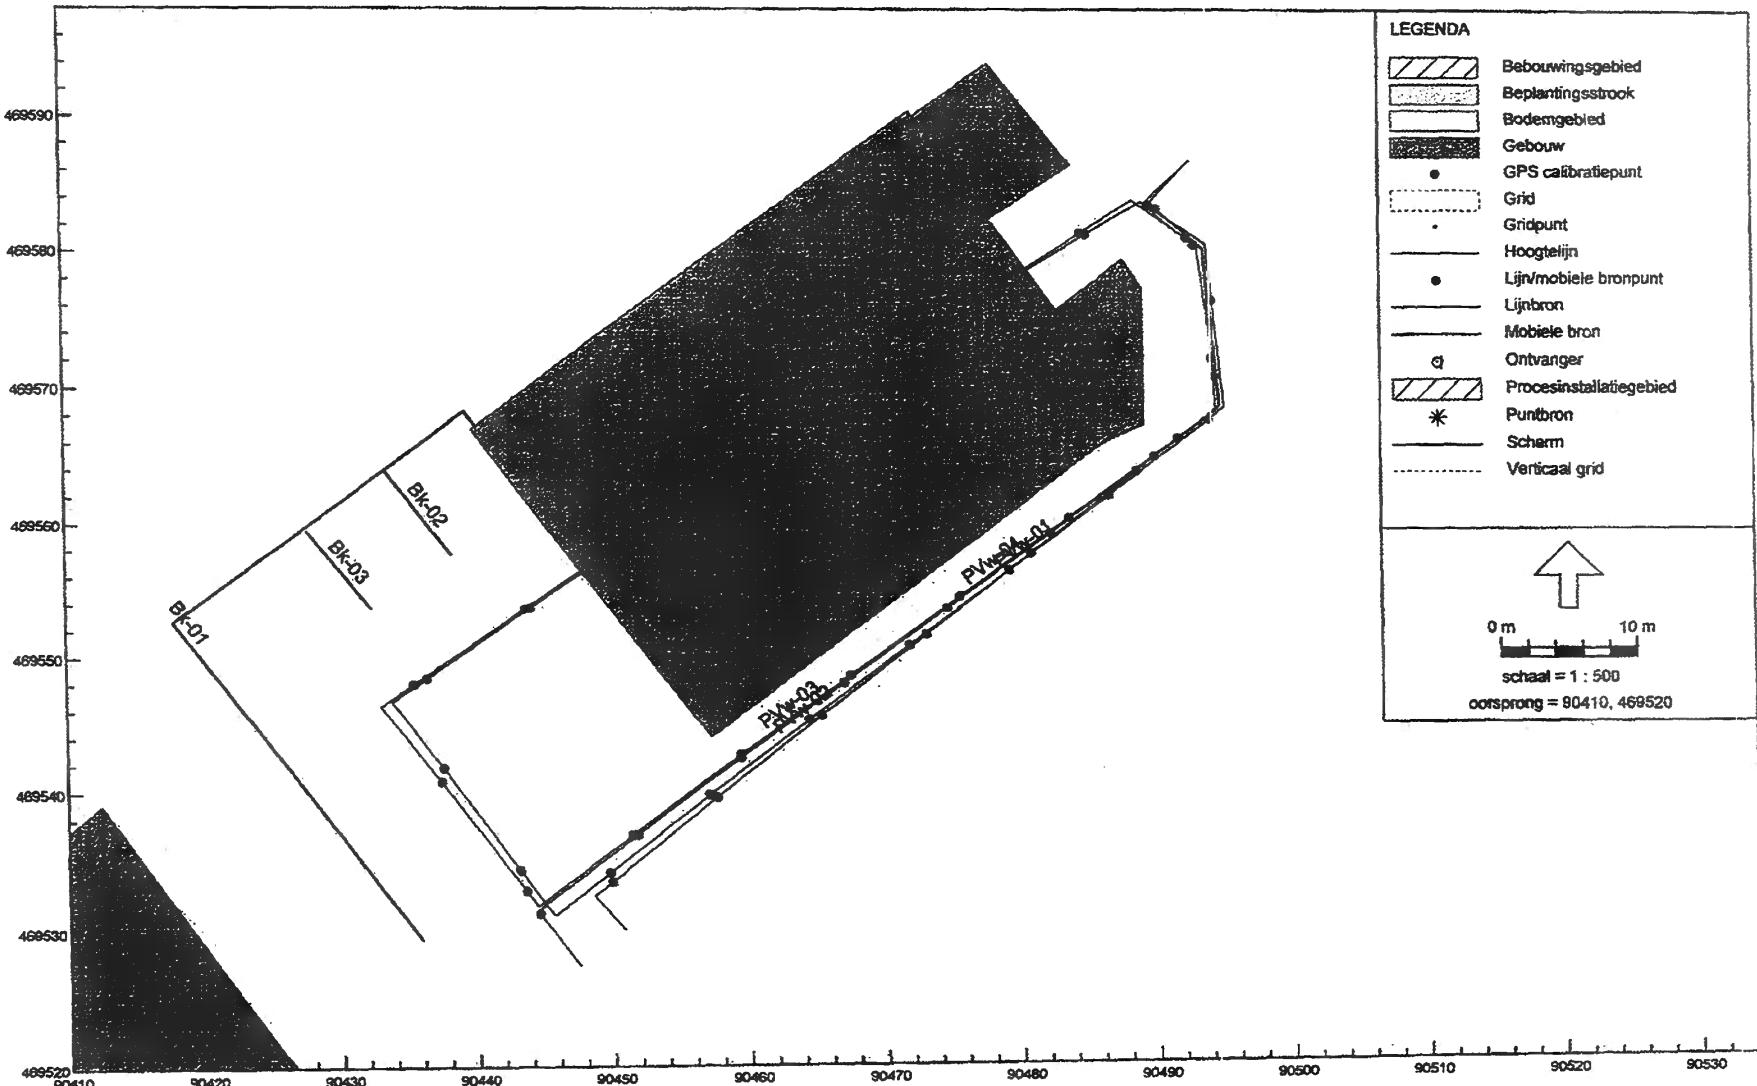 LEGENDA
Bebouwingsgebied
Beplantingsstrook
Bodemgebied
Gebouw
GPS calibratiepunt
Grid
Gridpunt
Hoogtelijn
Lijn/mobiele bronpunt
Lijnbron
Mobiele bron
Ontvanger
Procesinstallatiegebied
Puntbron
Scherm
Verticaal grid
0 m 10 m
schaal = 1 : 500
oorsprong = 90410, 469520
469590
469580
469570
469560
469550
469540
469530
469520
Bk-02
Bk-03
Bk-01
PVw-04
PVw-03
90410 90420 90430 90440 90450 90460 90470 90480 90490 90500 90510 90520 90530